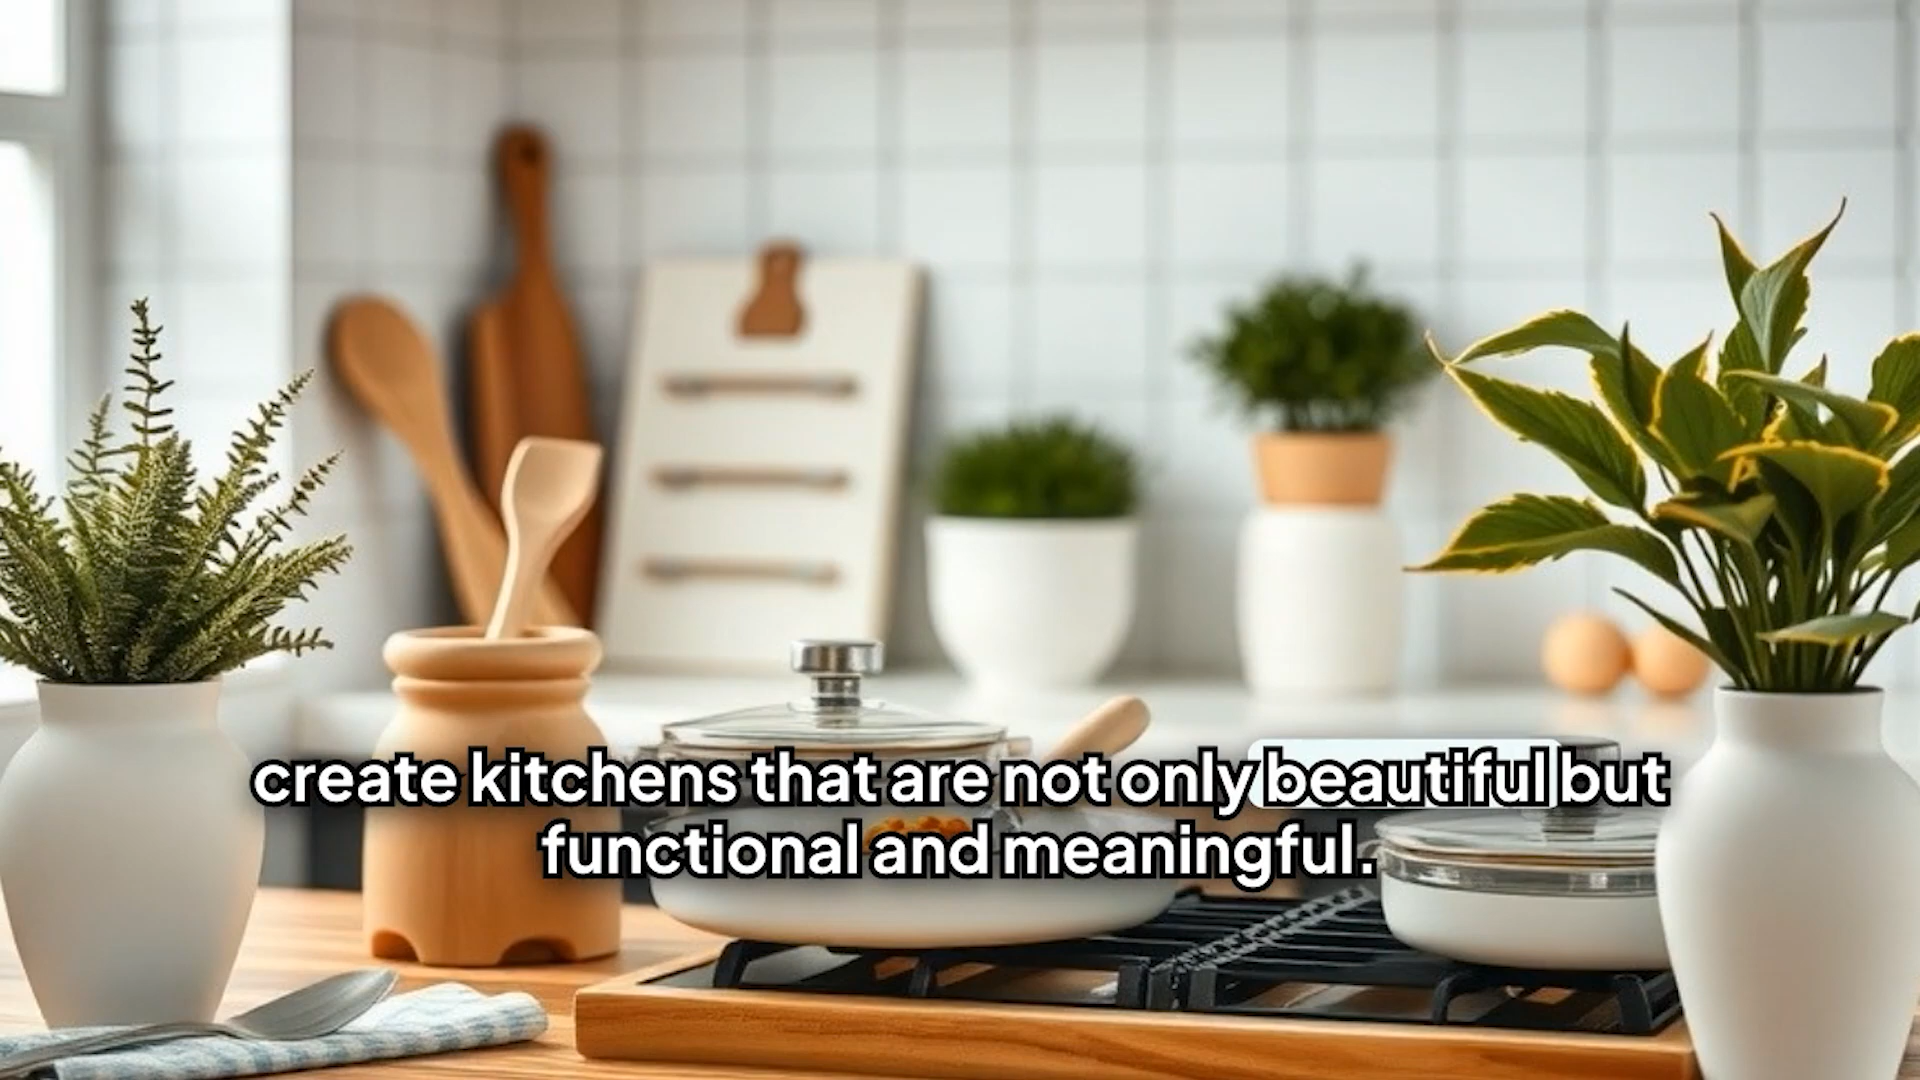 create kitchens that are not only beautiful but
functional and meaningful.